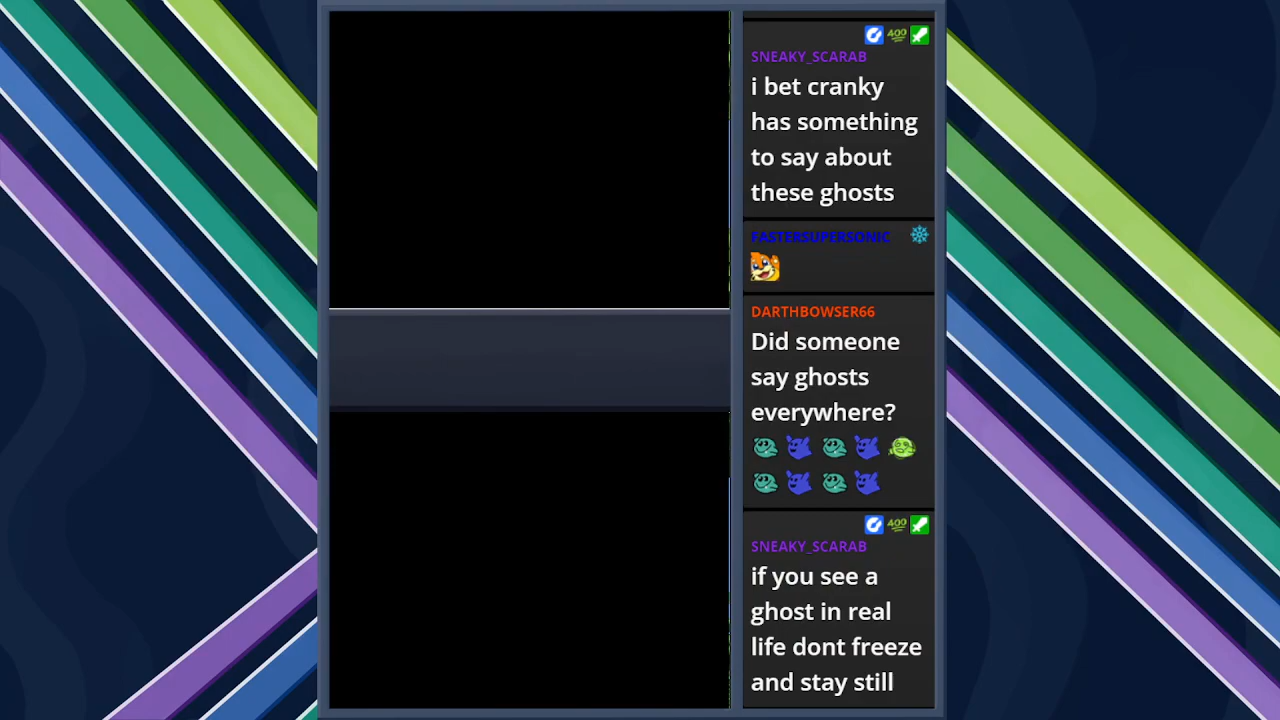 400
SNEAKY_SCARAB
i bet cranky
has something
to say about
these ghosts
FASTERSUPERSONIC
DARTHBOWSER66
Did someone
say ghosts
everywhere?
400
SNEAKY_SCARAB
if you see a
ghost in real
life dont freeze
and stay still